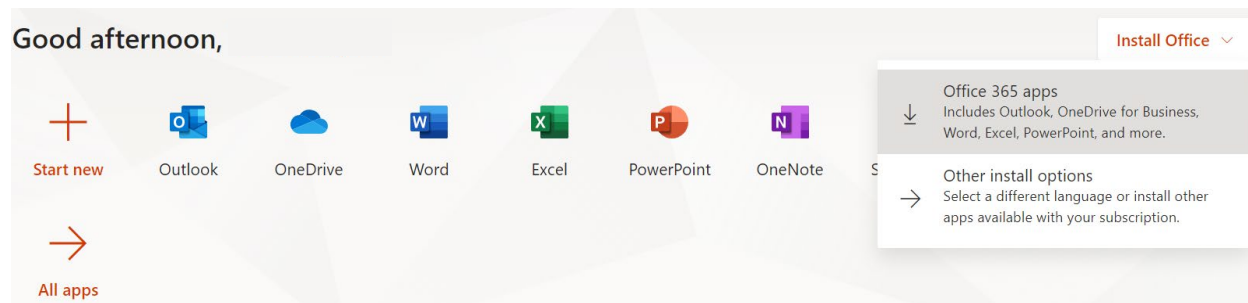 Good afternoon,
Install Office
Office 365 apps
Includes Outlook, OneDrive for Business,
Word, Excel, PowerPoint, and more.
Other install options
Select a different language or install other
apps available with your subscription.
Start new
Outlook
OneDrive
Word
Excel
PowerPoint
OneNote
All apps